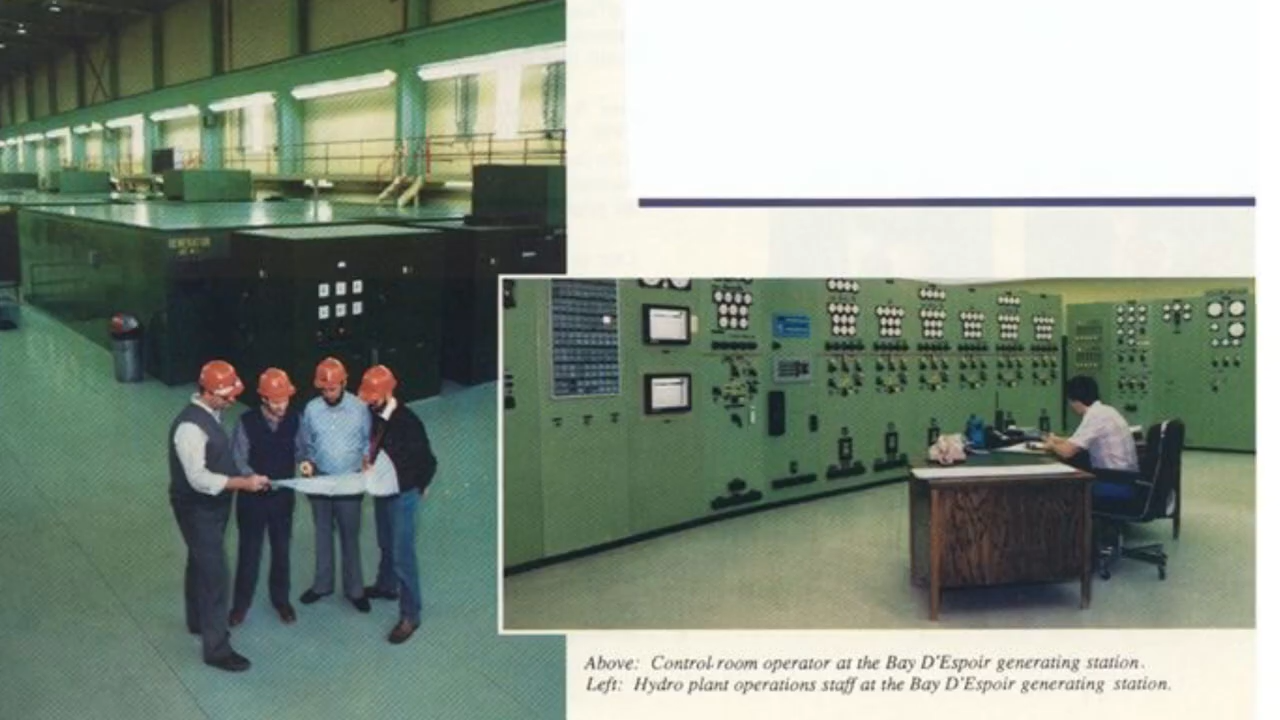 GENERATOR
Above: Control room operator at the Bay D'Espoir generating station.
Left: Hydro plant operations staff at the Bay D'Espoir generating station.